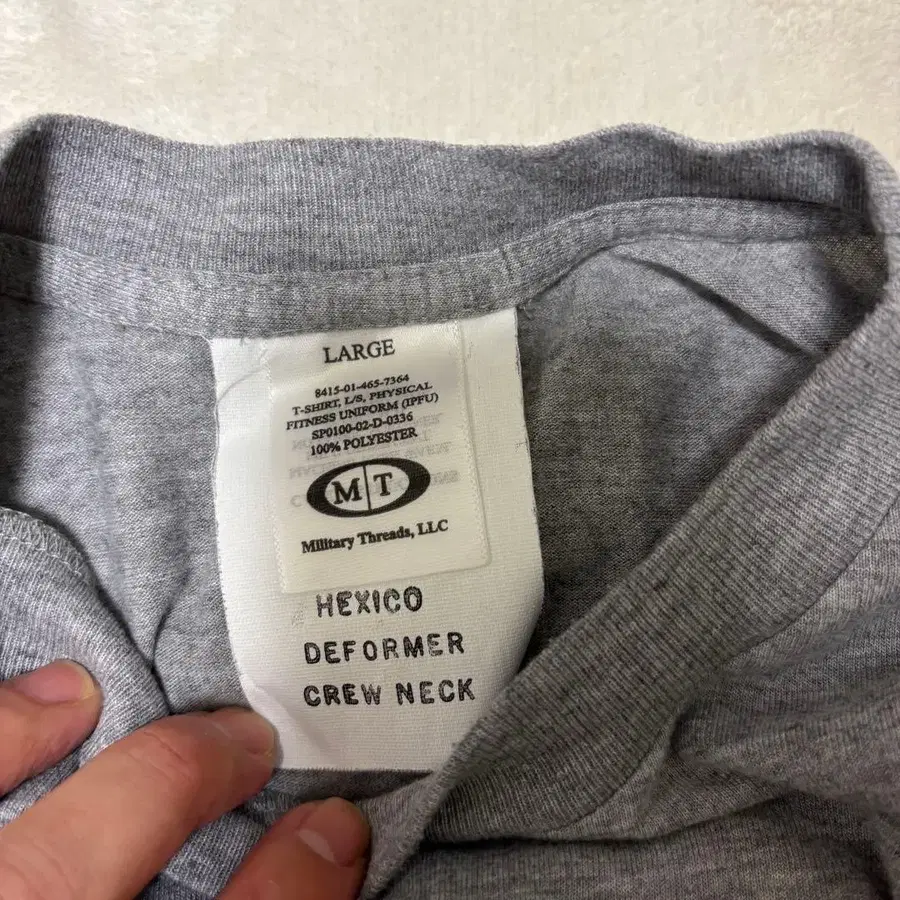 LARGE
8415-01-465-7364
T-SHIRT, L/S, PHYSICAL
FITNESS UNIFORM (IPFU)
SP0100-02-D-0336
100% POLYESTER
M T
Military Threads, LLC
HEXICO
DEFORMER
CREW NECK